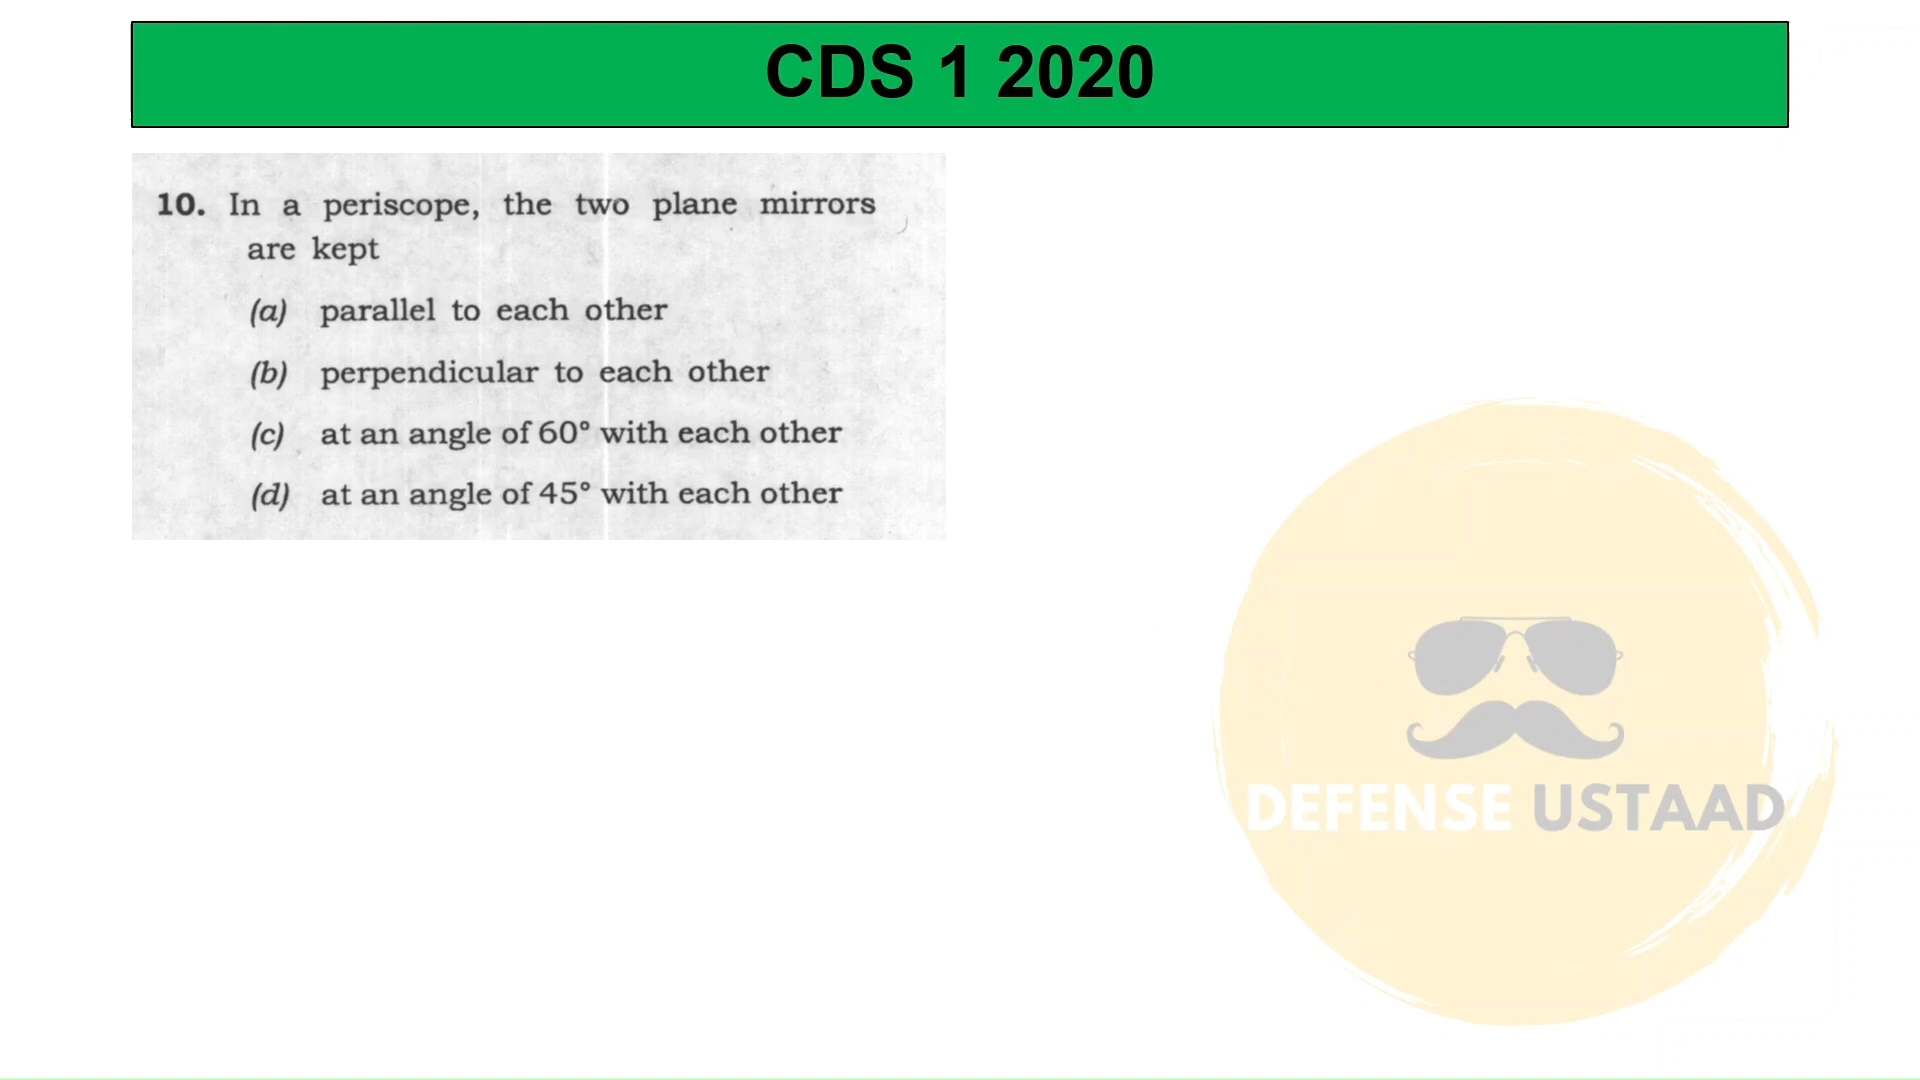 CDS 1 2020
10. In a periscope, the two plane mirrors
are kept
(a) parallel to each other
(b) perpendicular to each other
(c) at an angle of 60° with each other
(d) at an angle of 45° with each other
DEFENSE USTAAD